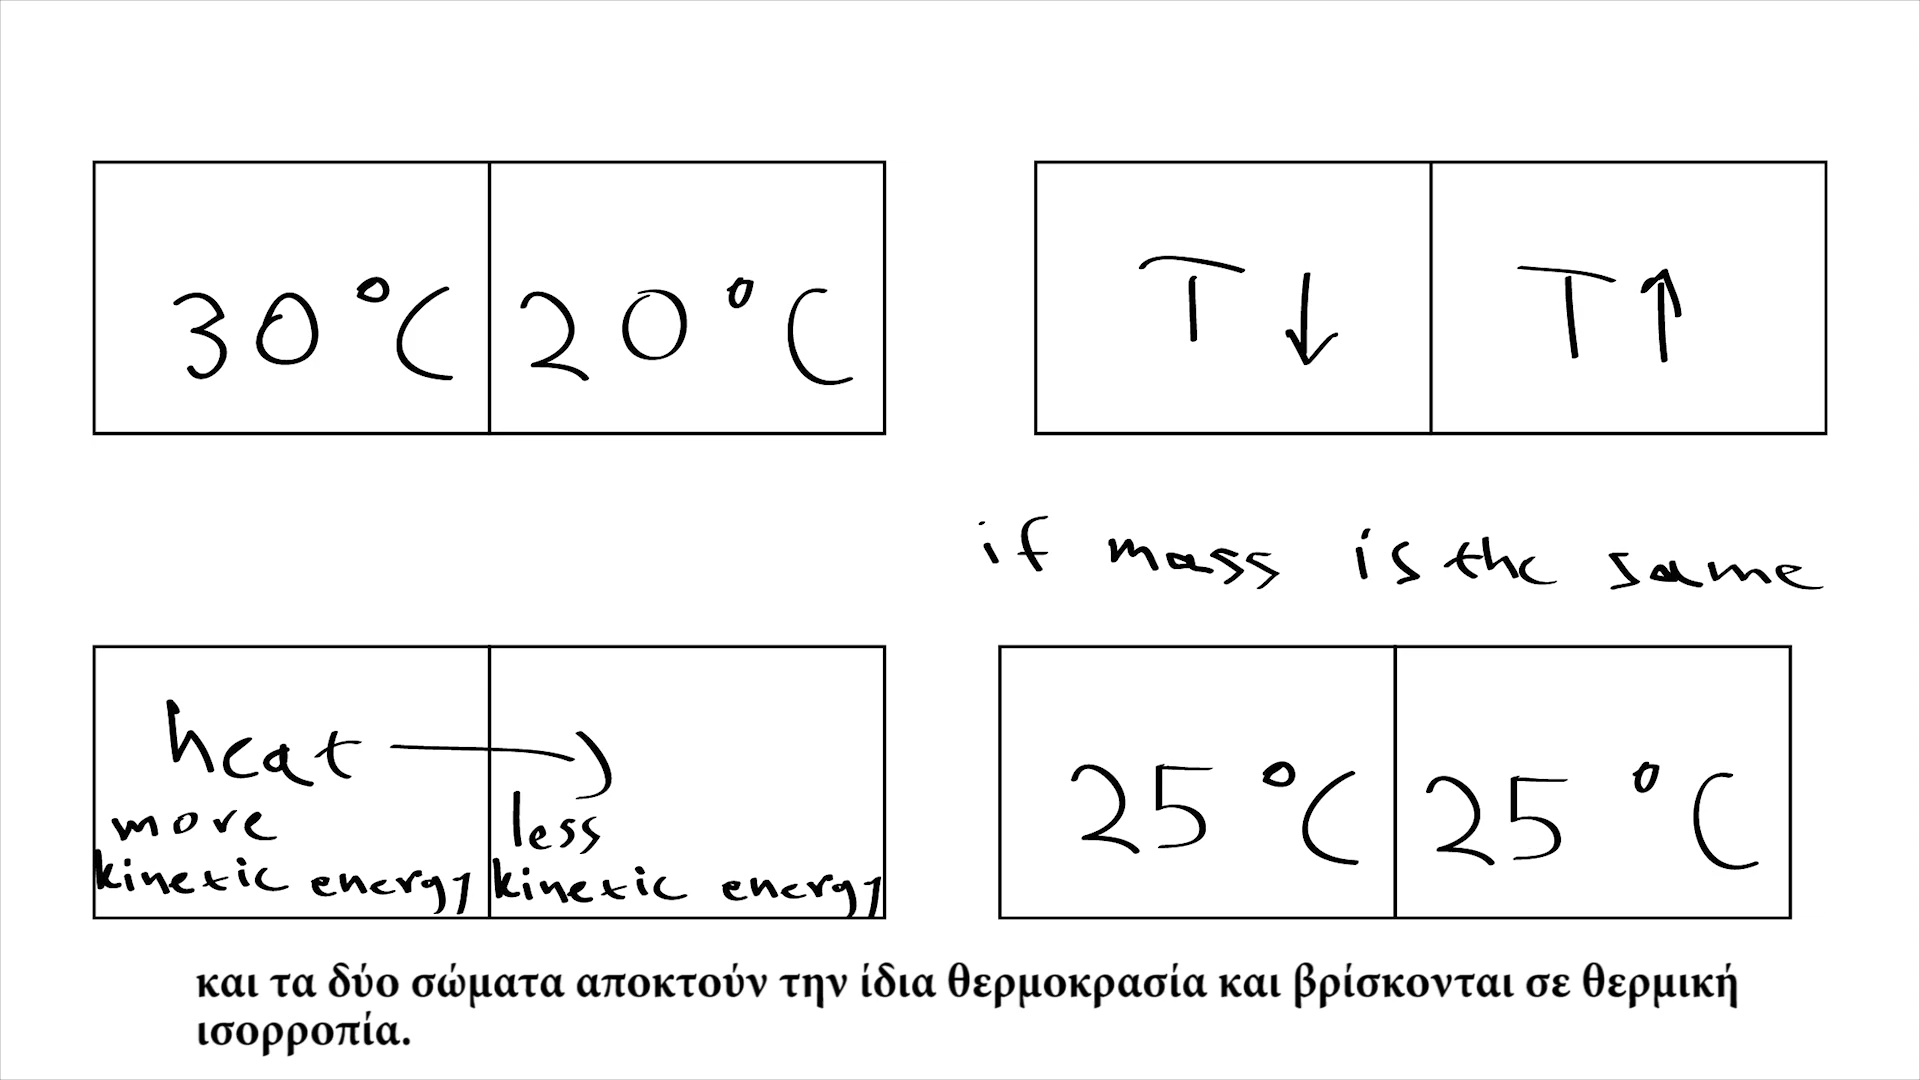 30°C 20°C
T↓ T↑
if mass is the same
heat →
more
kinetic energy
less
kinetic energy
25°C 25°C
και τα δύο σώματα αποκτούν την ίδια θερμοκρασία και βρίσκονται σε θερμική
ισορροπία.